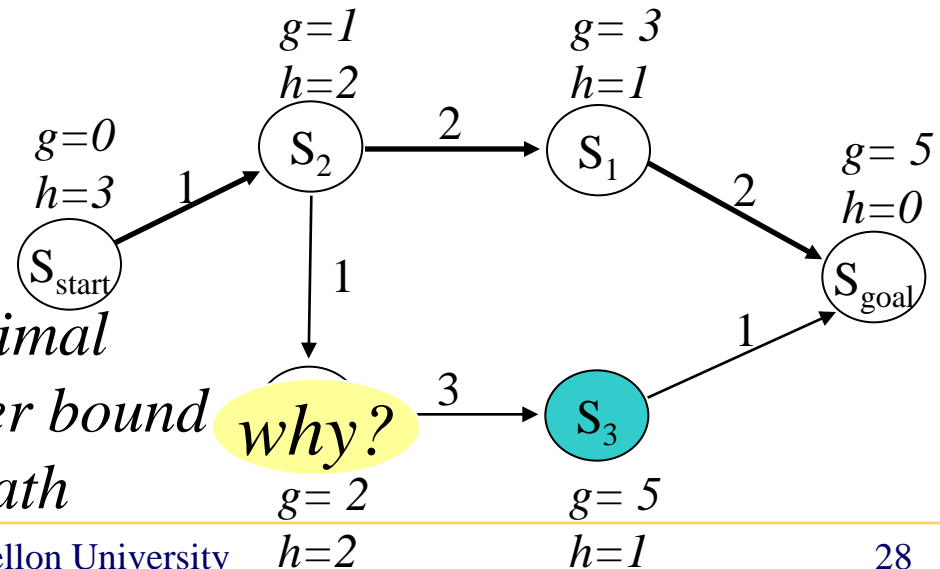 g=1
h=2
g= 3
h=1
g=0
h=3
g= 5
h=0
1
S2
2
S1
2
Sstart
1
Sgoal
1
why?
3
S3
g= 2
h=2
g= 5
h=1
er bound
ath
ellon University
28